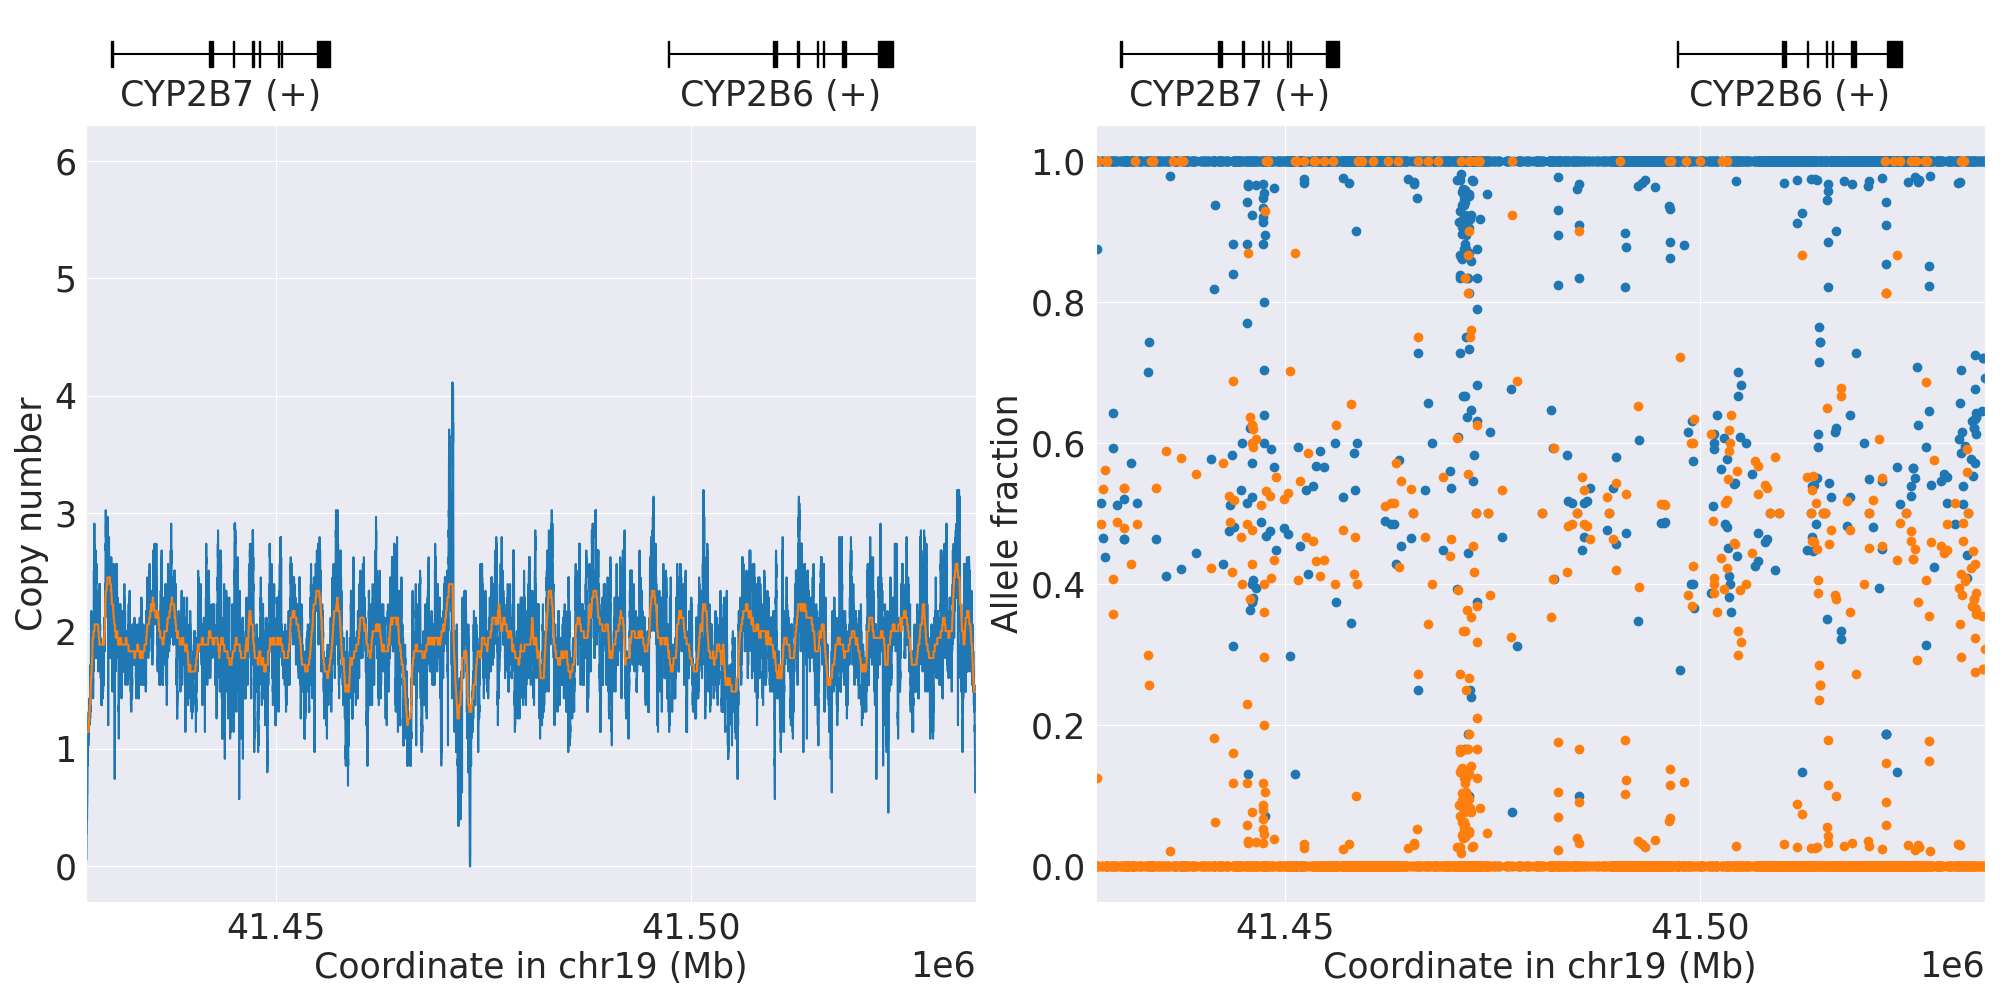 CYP2B7 (+)
CYP2B6 (+)
CYP2B7 (+)
CYP2B6 (+)
6
5
4
3
2
1
0
Copy number
41.45
41.50
Coordinate in chr19 (Mb)
1e6
1.0
0.8
0.6
0.4
0.2
0.0
Allele fraction
41.45
41.50
Coordinate in chr19 (Mb)
1e6